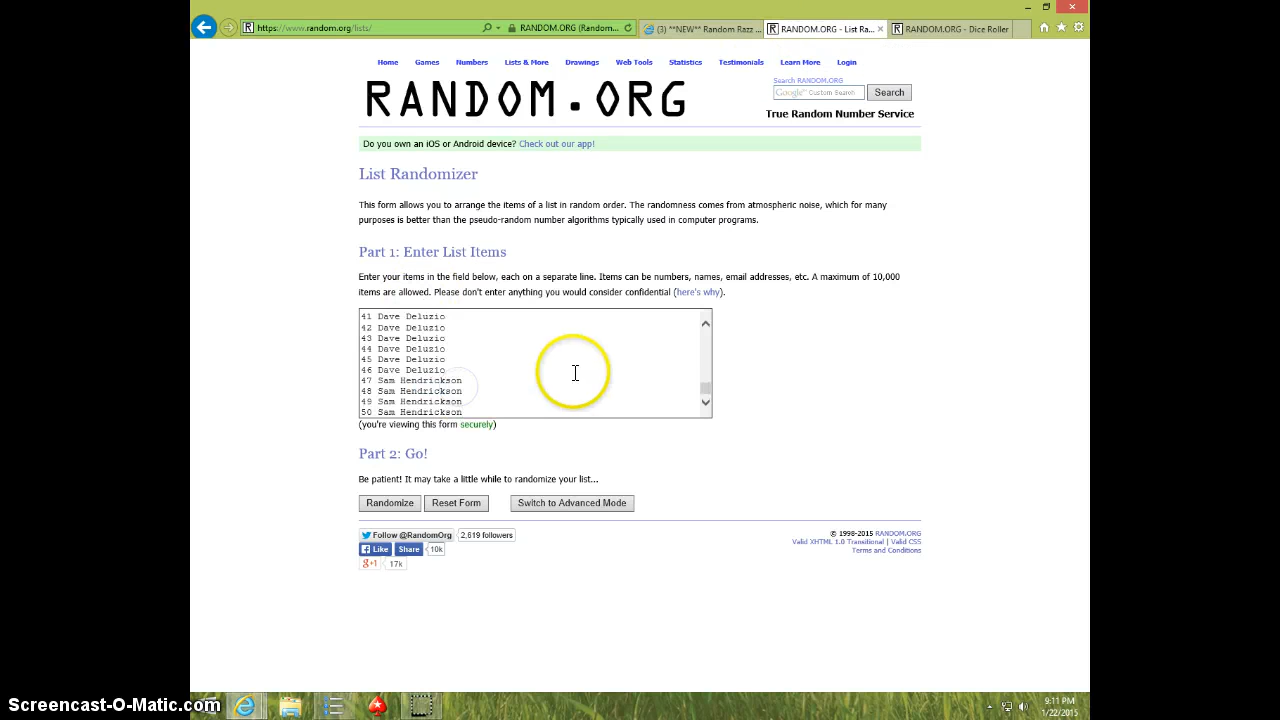 https://www.random.org/lists/
RANDOM.ORG (Random...
(3) **NEW** Random Razz ...
RANDOM.ORG - List Ra...
RANDOM.ORG - Dice Roller
Home Games Numbers Lists & More Drawings Web Tools Statistics Testimonials Learn More Login
Search RANDOM.ORG
RANDOM.ORG
Google™ Custom Search Search
True Random Number Service
Do you own an iOS or Android device? Check out our app!
List Randomizer
This form allows you to arrange the items of a list in random order. The randomness comes from atmospheric noise, which for many
purposes is better than the pseudo-random number algorithms typically used in computer programs.
Part 1: Enter List Items
Enter your items in the field below, each on a separate line. Items can be numbers, names, email addresses, etc. A maximum of 10,000
items are allowed. Please don't enter anything you would consider confidential (here's why).
41 Dave Deluzio
42 Dave Deluzio
43 Dave Deluzio
44 Dave Deluzio
45 Dave Deluzio
46 Dave Deluzio
47 Sam Hendrickson
48 Sam Hendrickson
49 Sam Hendrickson
50 Sam Hendrickson
(you're viewing this form securely)
Part 2: Go!
Be patient! It may take a little while to randomize your list...
Randomize Reset Form Switch to Advanced Mode
Follow @RandomOrg 2,619 followers
Like Share 10k
g+1 17k
© 1998-2015 RANDOM.ORG
Valid XHTML 1.0 Transitional | Valid CSS
Terms and Conditions
Screencast-O-Matic.com
9:11 PM
1/22/2015